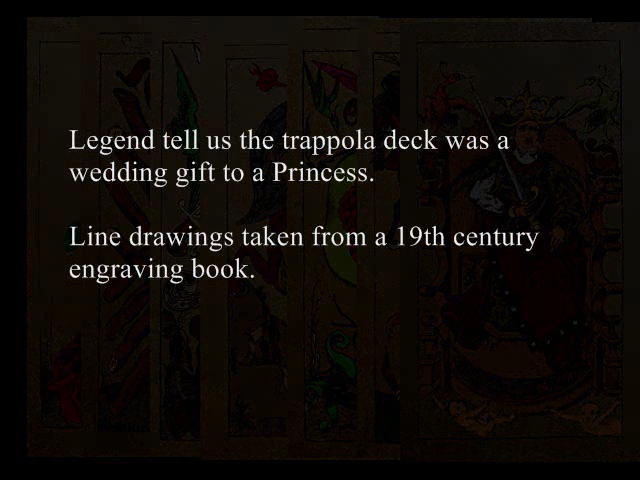 Legend tell us the trappola deck was a
wedding gift to a Princess.
Line drawings taken from a 19th century
engraving book.